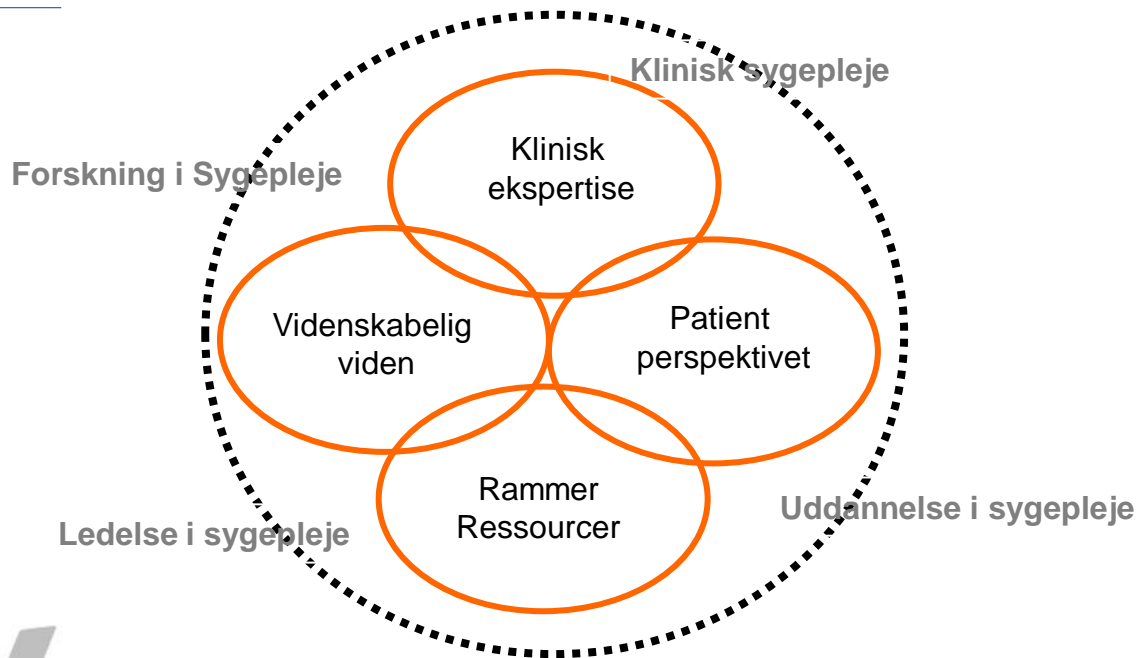 Klinisk sygepleje
Klinisk
ekspertise
Forskning i Sygepleje
Videnskabelig
viden
Patient
perspektivet
Rammer
Ressourcer
Uddannelse i sygepleje
Ledelse i sygepleje